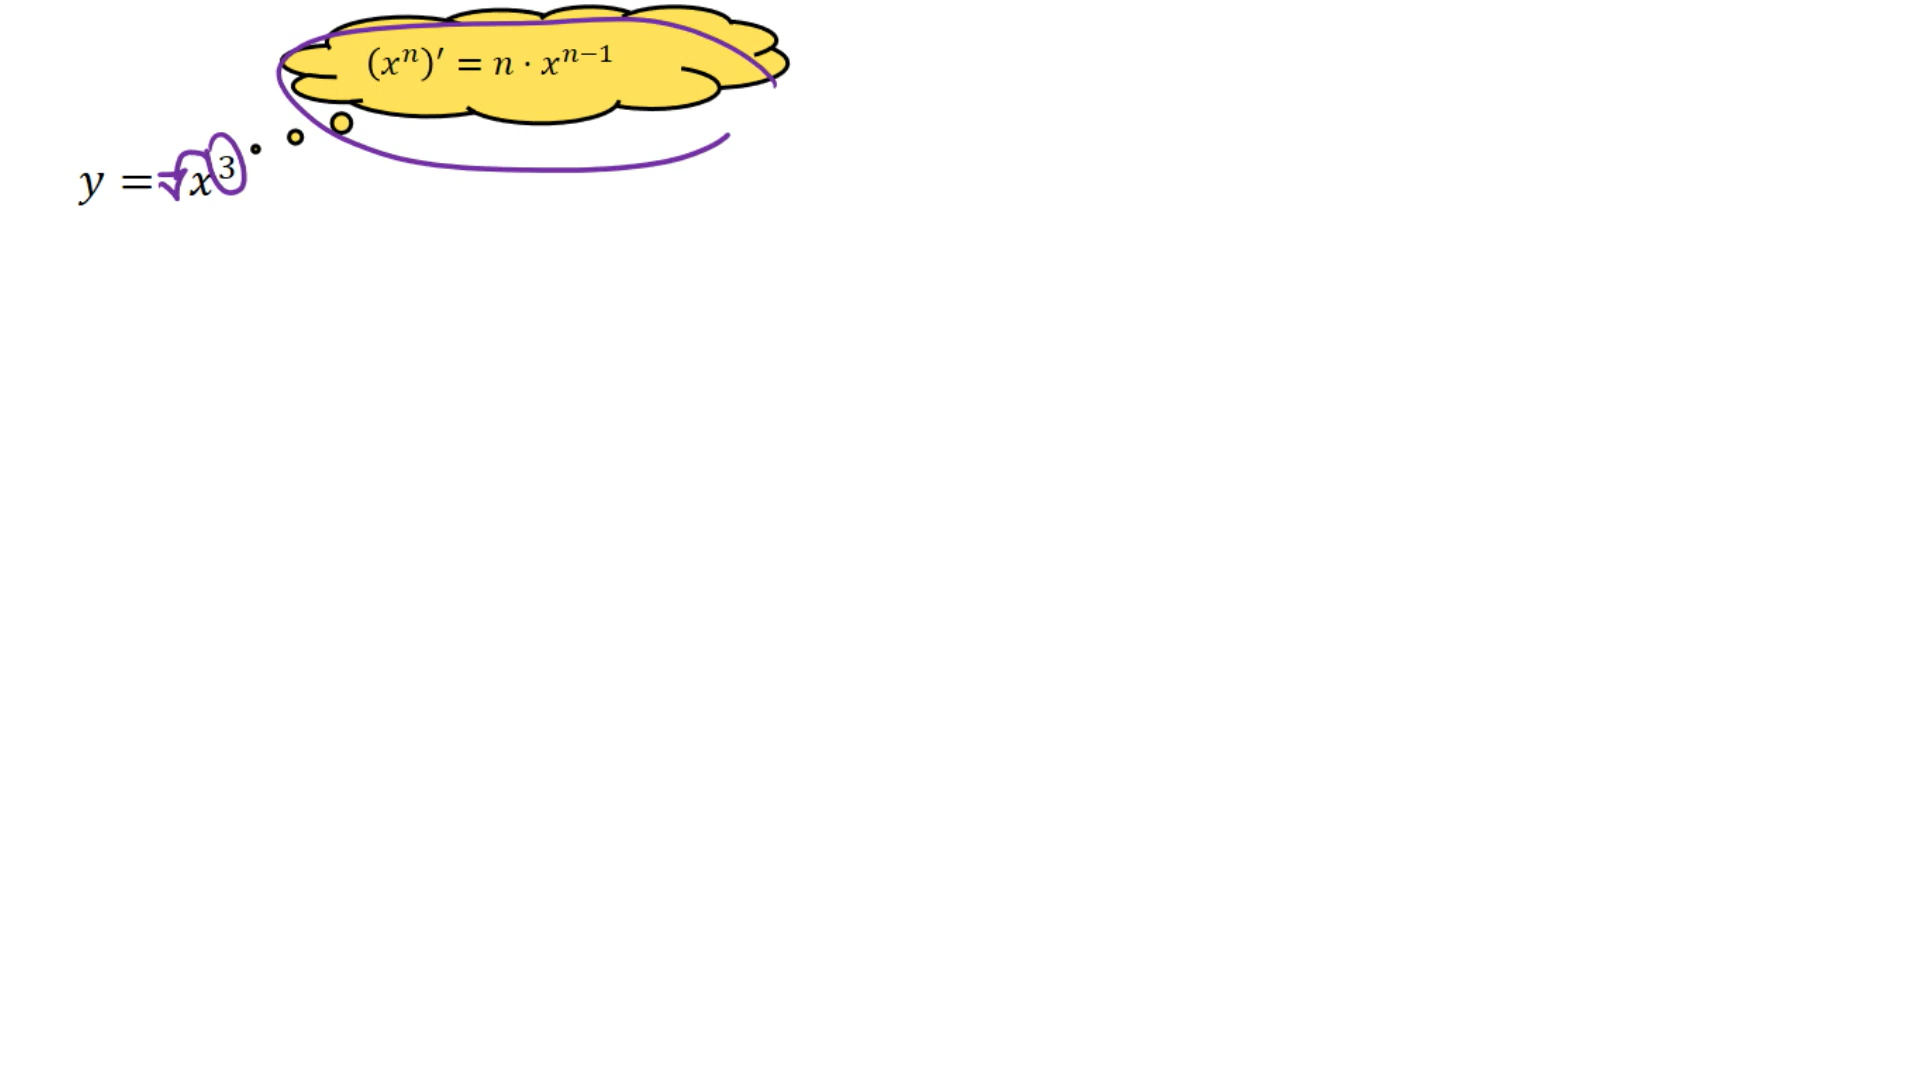 (xⁿ)′ = n · xⁿ⁻¹
y = x³